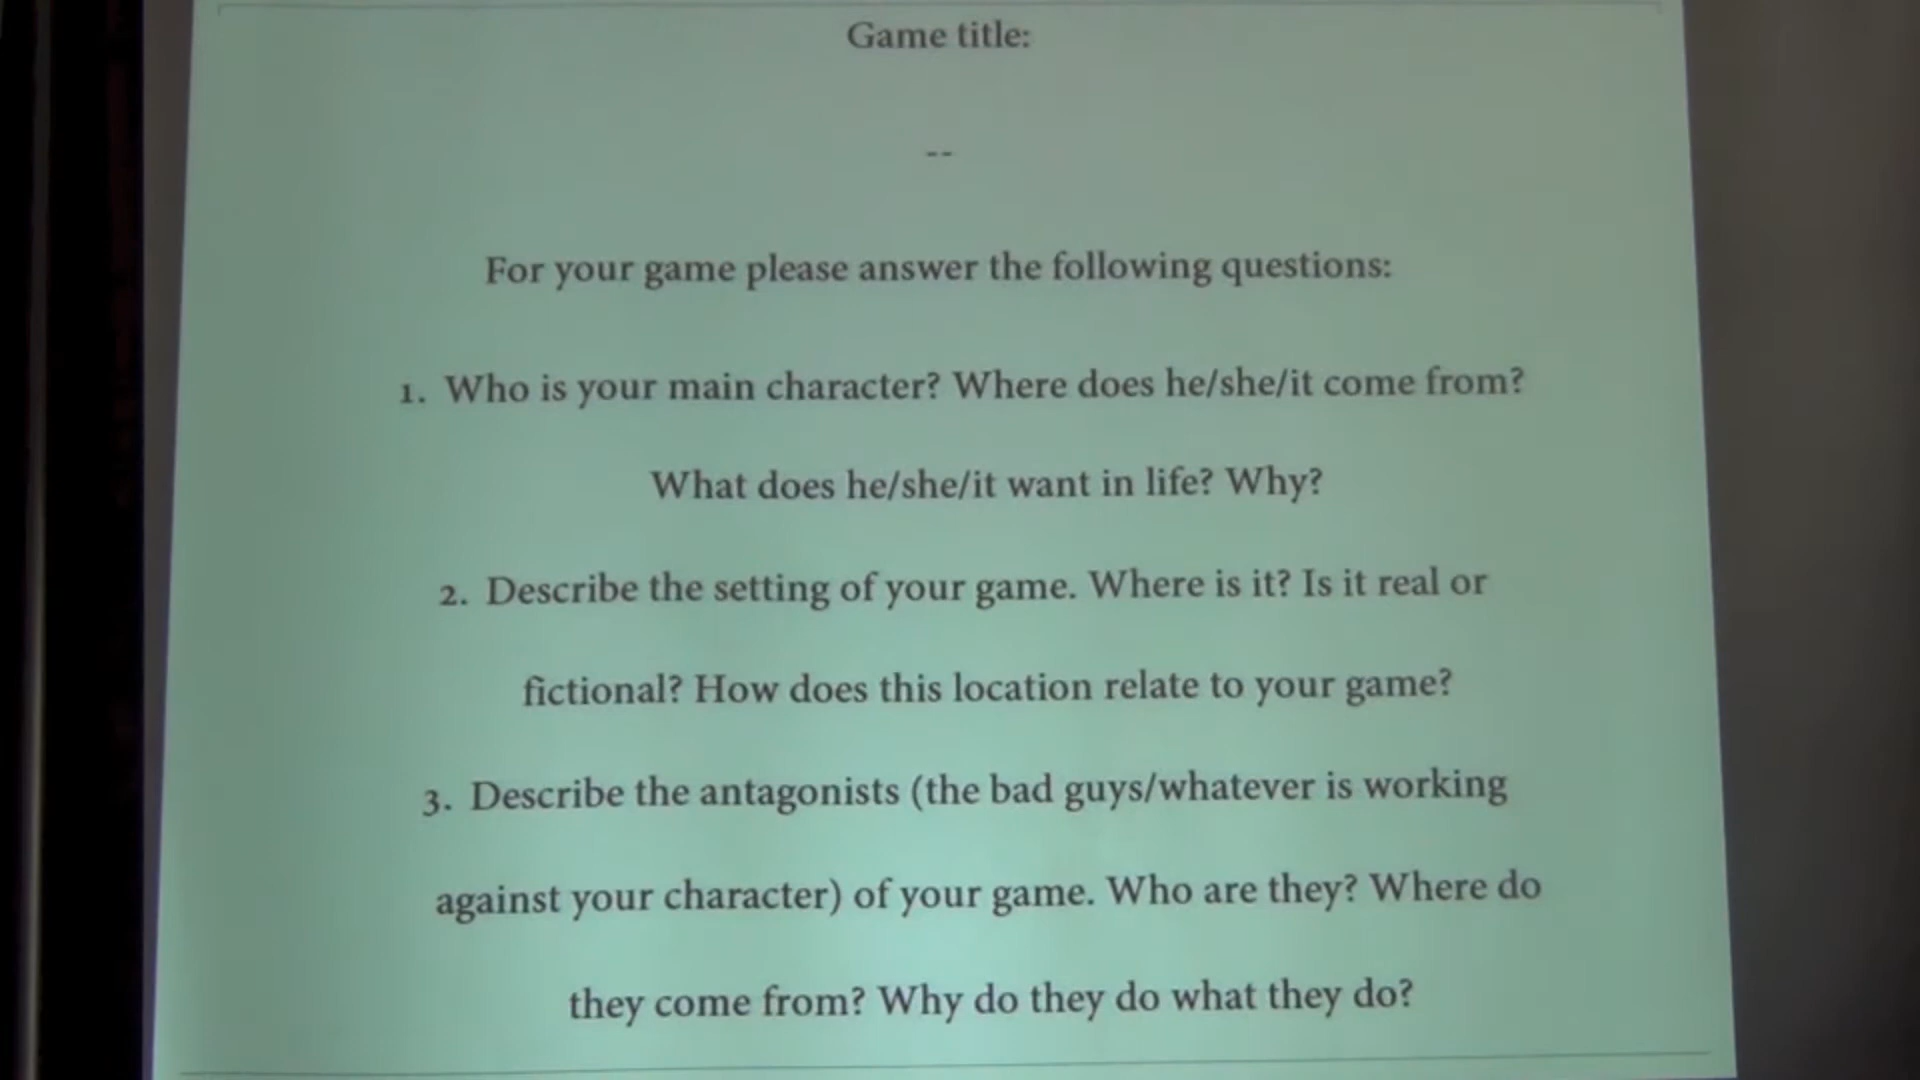 Game title:
--
For your game please answer the following questions:
1. Who is your main character? Where does he/she/it come from?
What does he/she/it want in life? Why?
2. Describe the setting of your game. Where is it? Is it real or
fictional? How does this location relate to your game?
3. Describe the antagonists (the bad guys/whatever is working
against your character) of your game. Who are they? Where do
they come from? Why do they do what they do?